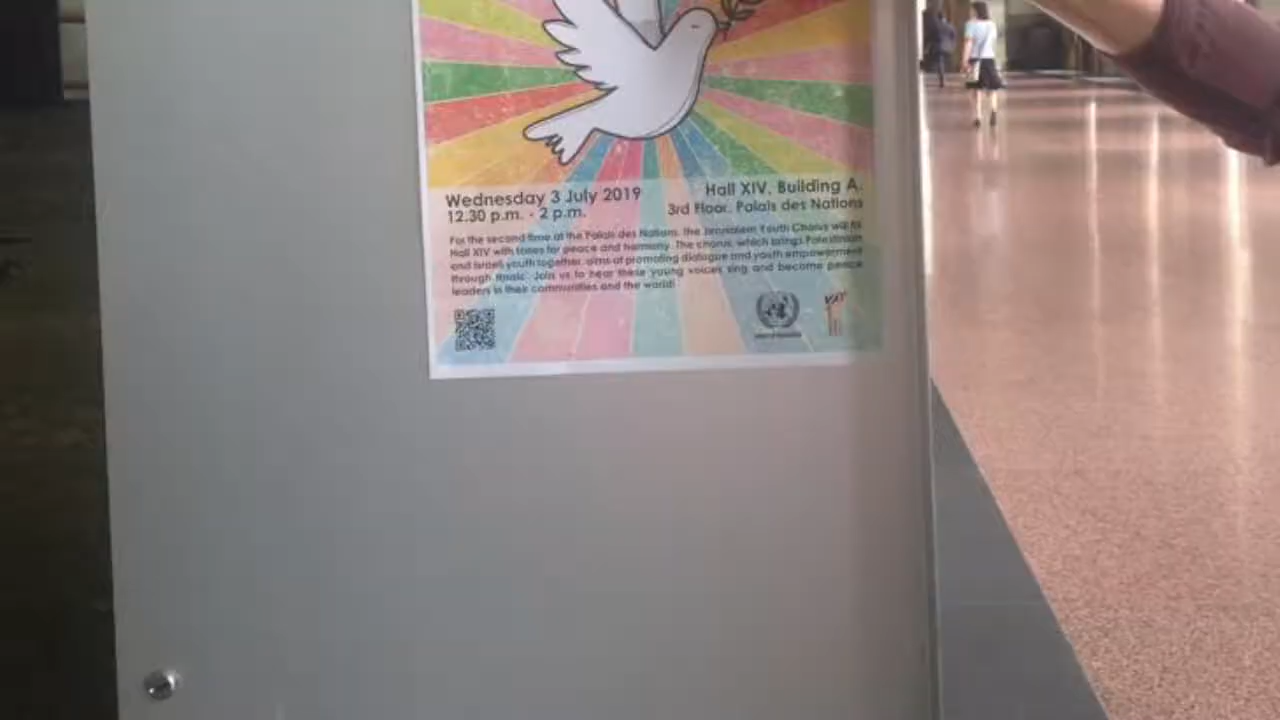 Wednesday 3 July 2019
12.30 p.m. - 2 p.m.
Hall XIV, Building A,
3rd Floor, Palais des Nations
For the second time at the Palais des Nations, the Jerusalem Youth Chorus will fill
Hall XIV with tones for peace and harmony. The chorus, which brings Palestinian
and Israeli youth together, aims at promoting dialogue and youth empowerment
through music. Join us to hear these young voices sing and become peace
leaders in their communities and the world!